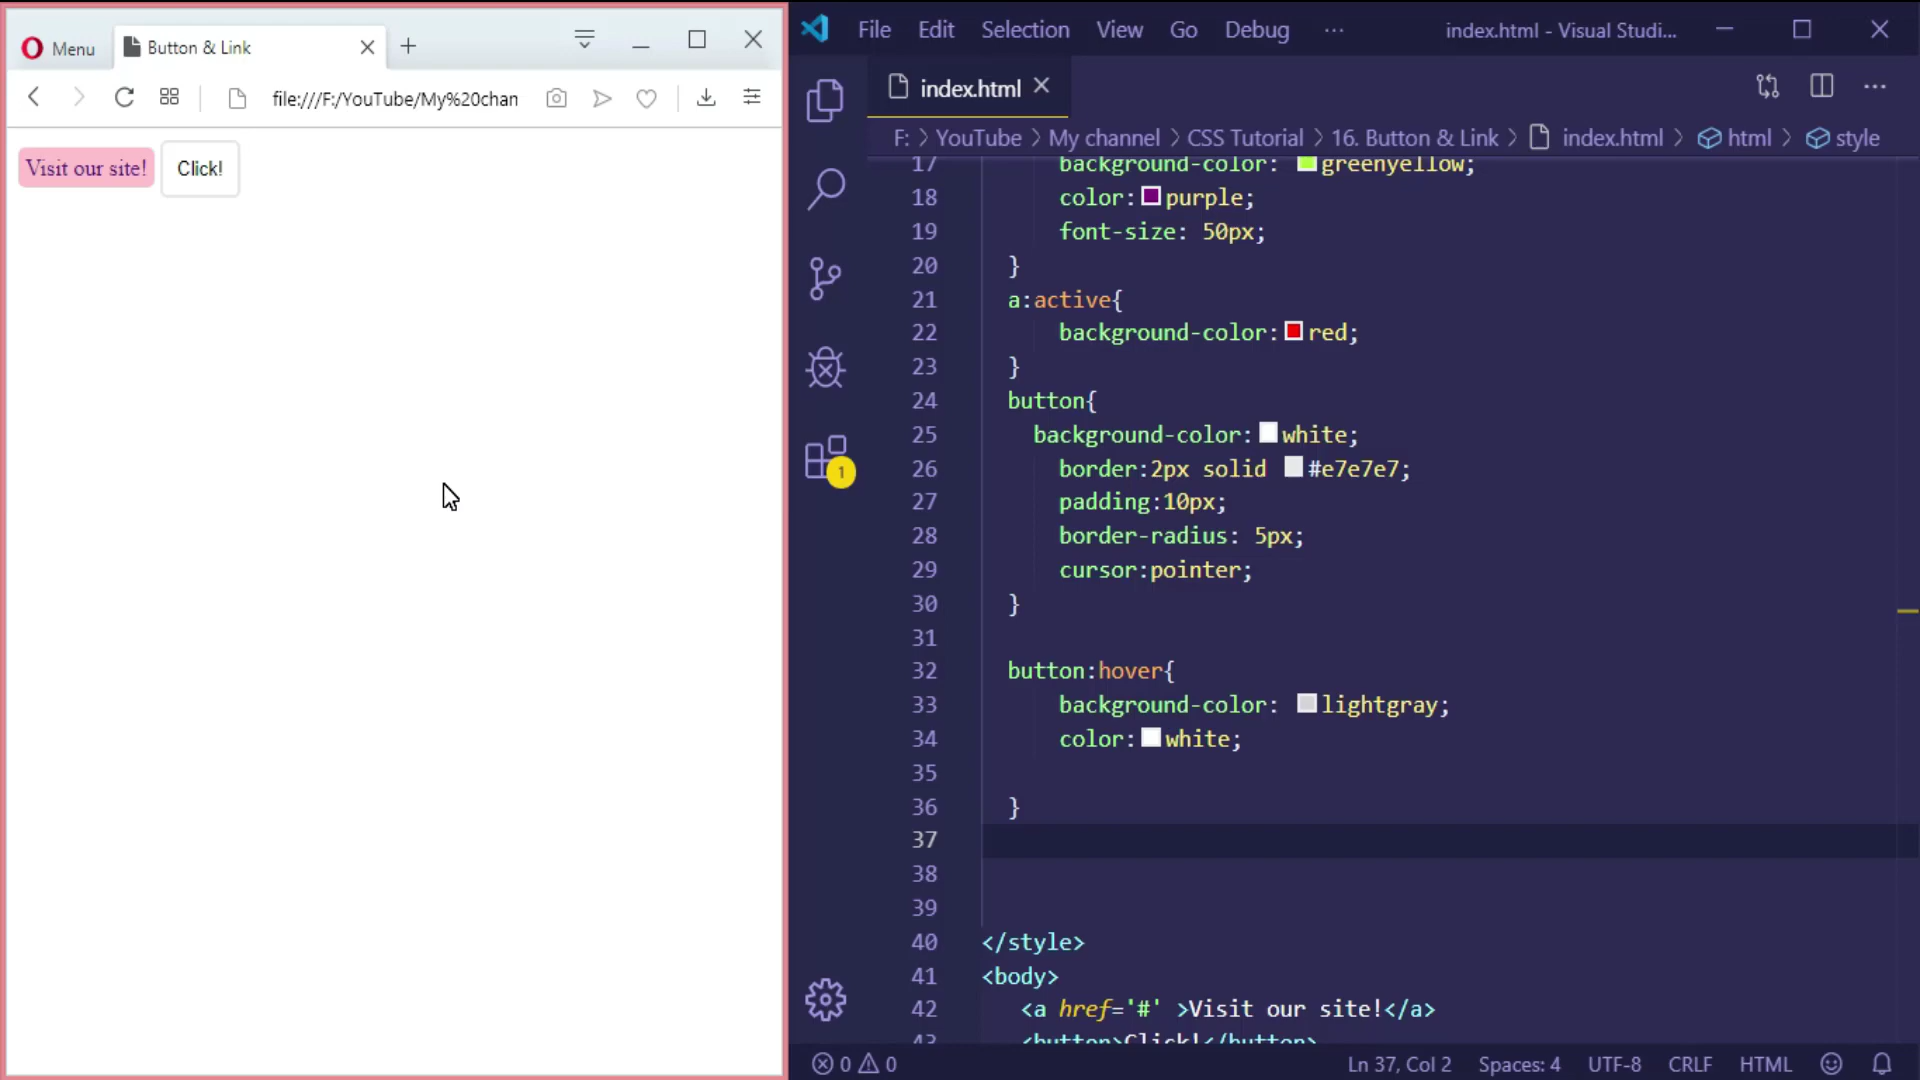 Menu
Button & Link
file:///F:/YouTube/My%20chan
Visit our site!
Click!
File Edit Selection View Go Debug ···
index.html - Visual Studi...
index.html
F: > YouTube > My channel > CSS Tutorial > 16. Button & Link > index.html > html > style
17 background-color: greenyellow;
18 color: purple;
19 font-size: 50px;
20 }
21 a:active{
22 background-color: red;
23 }
24 button{
25 background-color: white;
26 border:2px solid #e7e7e7;
27 padding:10px;
28 border-radius: 5px;
29 cursor:pointer;
30 }
31
32 button:hover{
33 background-color: lightgray;
34 color: white;
35
36 }
37
38
39
40 </style>
41 <body>
42 <a href='#' >Visit our site!</a>
43 <button>Click!</button>
1
0 0
Ln 37, Col 2 Spaces: 4 UTF-8 CRLF HTML